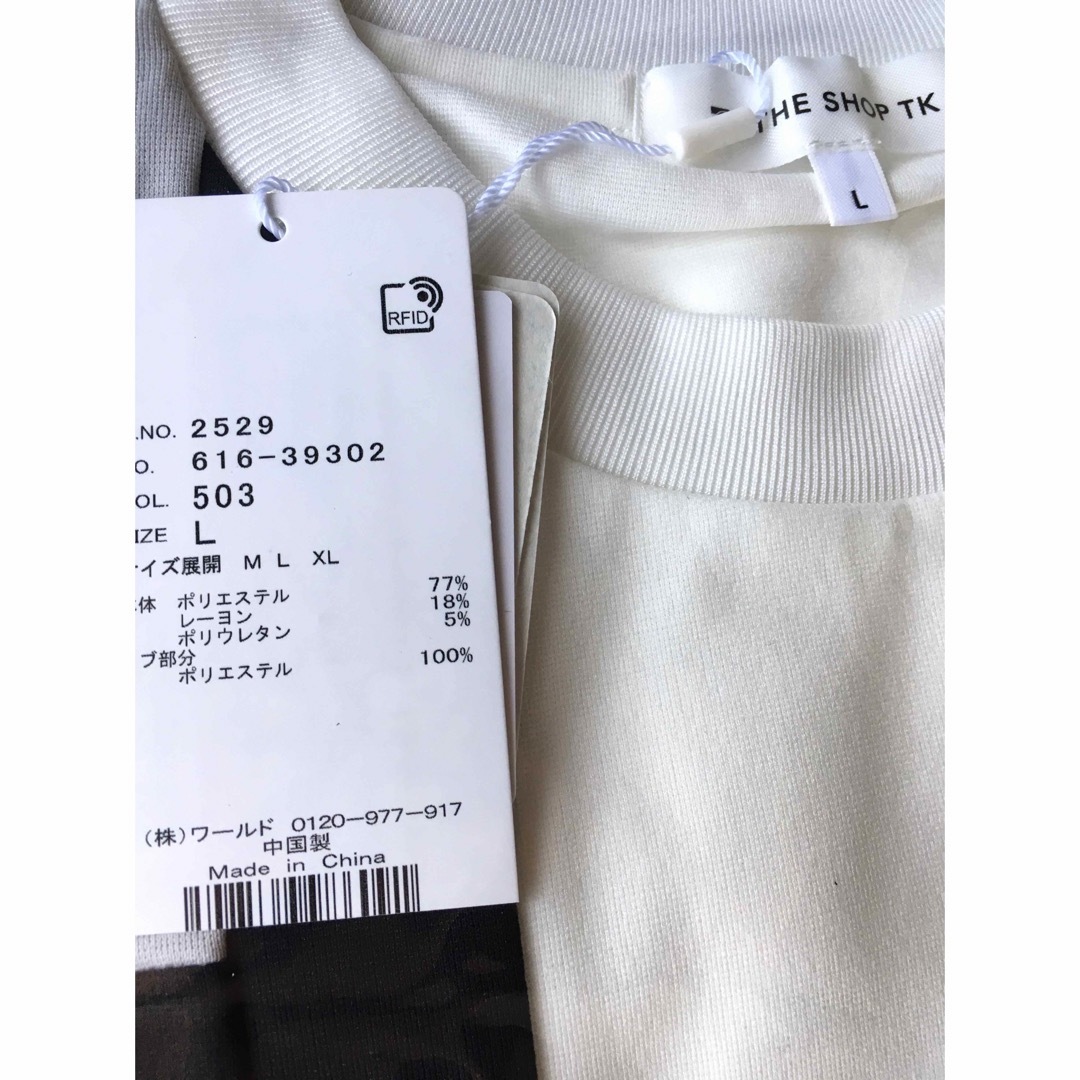 THE SHOP TK
L
RFID
.NO. 2529
O. 616-39302
OL. 503
IZE L
イズ展開 M L XL
体 ポリエステル 77%
レーヨン 18%
ポリウレタン 5%
ブ部分
ポリエステル 100%
(株)ワールド 0120-977-917
中国製
Made in China